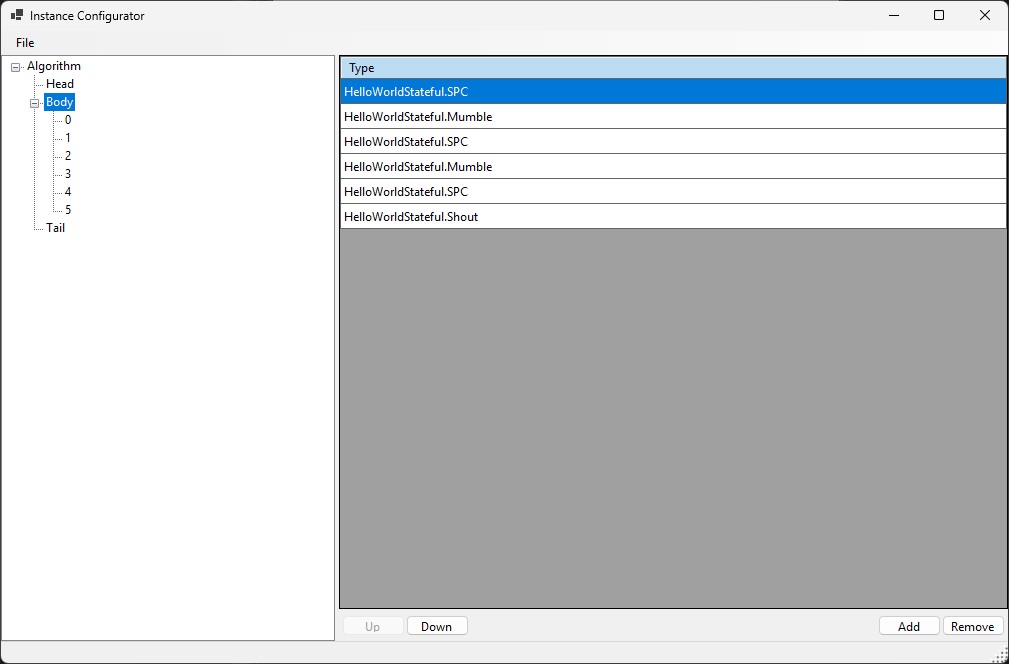 Instance Configurator
File
Algorithm
Head
Body
0
1
2
3
4
5
Tail
Type
HelloWorldStateful.SPC
HelloWorldStateful.Mumble
HelloWorldStateful.SPC
HelloWorldStateful.Mumble
HelloWorldStateful.SPC
HelloWorldStateful.Shout
Up Down Add Remove